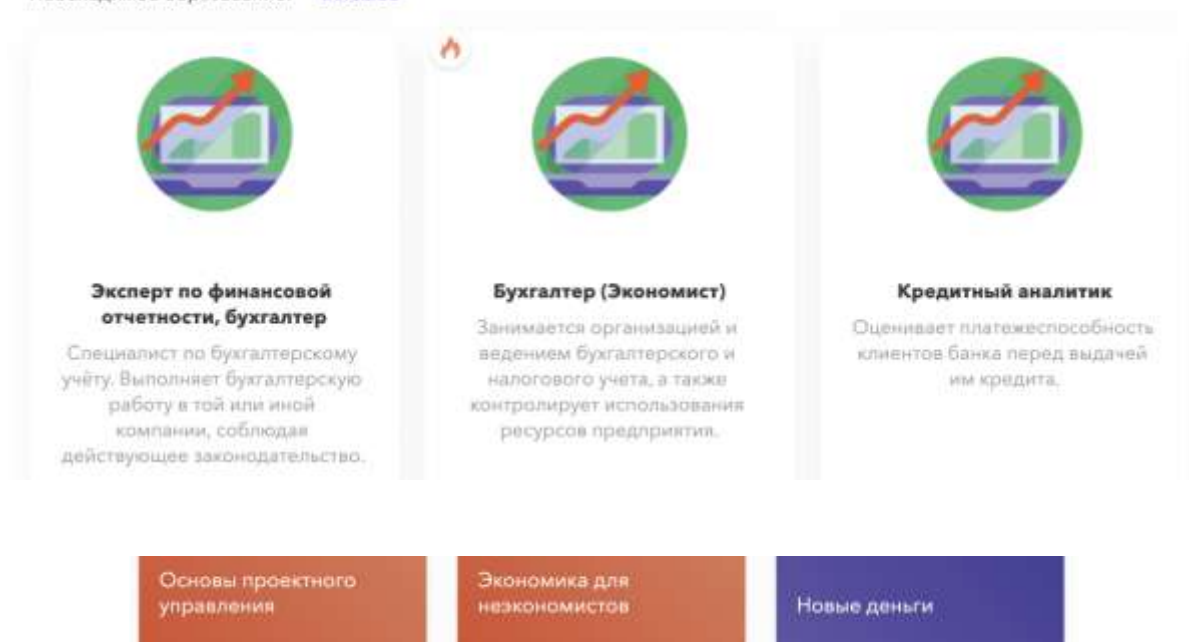 Эксперт по финансовой
отчетности, бухгалтер
Специалист по бухгалтерскому
учёту. Выполняет бухгалтерскую
работу в той или иной
компании, соблюдая
действующее законодательство.
Бухгалтер (Экономист)
Занимается организацией и
ведением бухгалтерского и
налогового учета, а также
контролирует использования
ресурсов предприятия.
Кредитный аналитик
Оценивает платежеспособность
клиентов банка перед выдачей
им кредита.
Основы проектного
управления
Экономика для
неэкономистов
Новые деньги